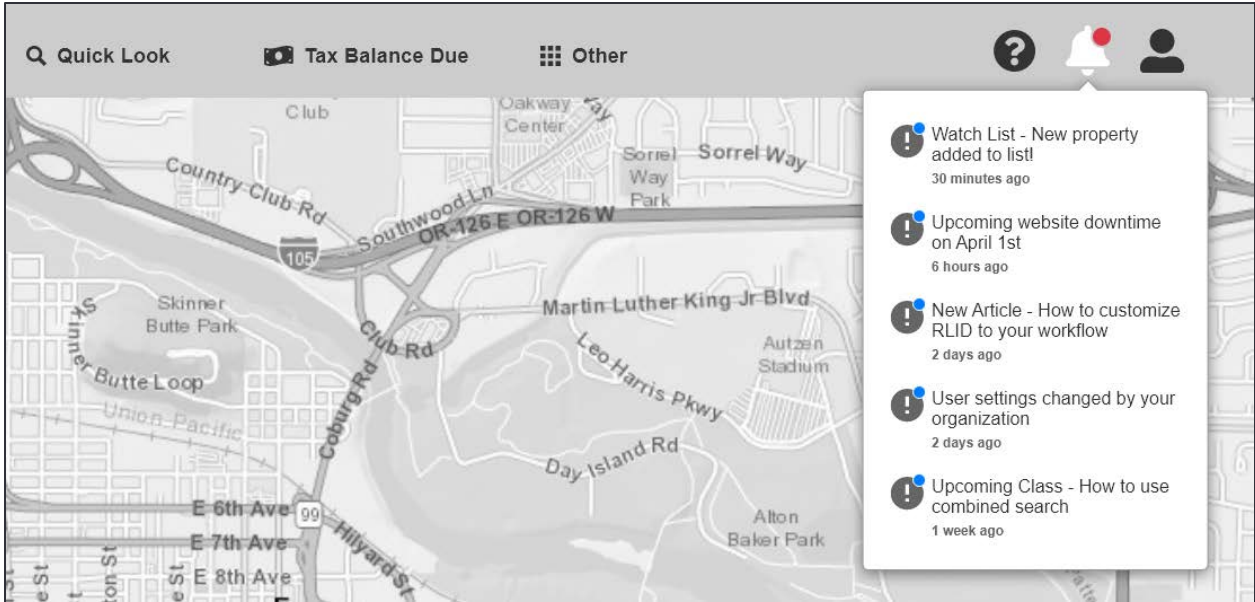 Quick Look
Tax Balance Due
Other
Club
Oakway
Center
Way
Sorrel
Way
Park
Sorrel Way
Country Club Rd
Southwood Ln
OR-126 E OR-126 W
105
Skinner
Butte Park
Skinner Butte Loop
Club Rd
Martin Luther King Jr Blvd
Leo Harris Pkwy
Autzen
Stadium
Union Pacific
Coburg Rd
Day Island Rd
E 6th Ave
99
E 7th Ave
Hilyard St
E 8th Ave
Alton
Baker Park
Watch List - New property
added to list!
30 minutes ago
Upcoming website downtime
on April 1st
6 hours ago
New Article - How to customize
RLID to your workflow
2 days ago
User settings changed by your
organization
2 days ago
Upcoming Class - How to use
combined search
1 week ago